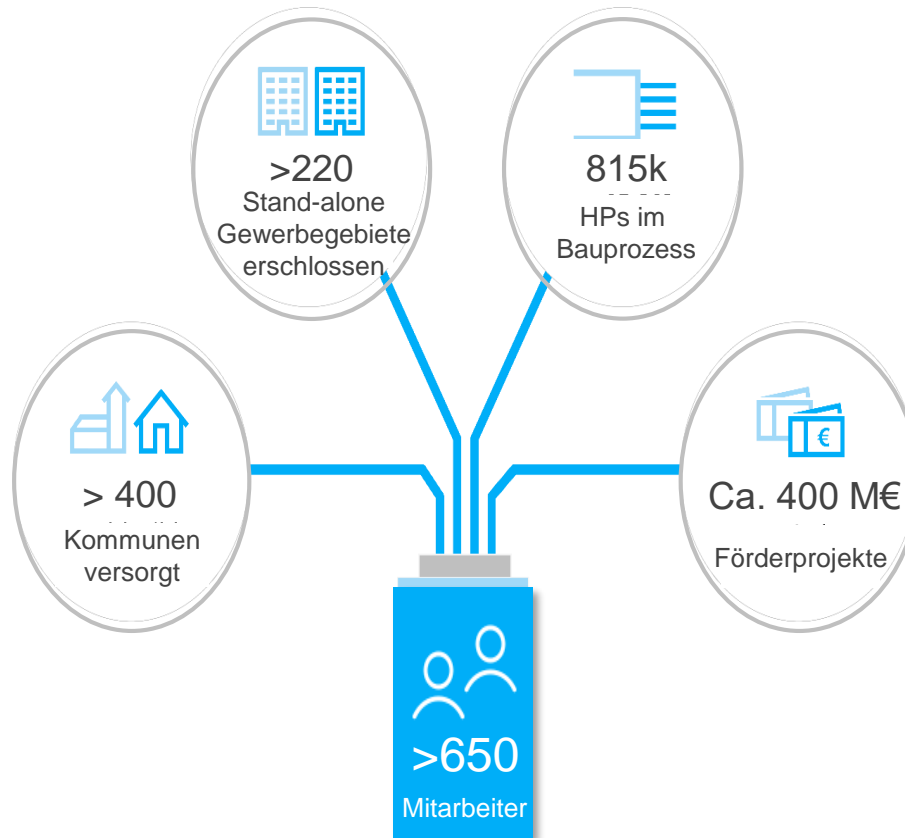 >220
Stand-alone
Gewerbegebiete
erschlossen
815k
HPs im
Bauprozess
> 400
Kommunen
versorgt
€
Ca. 400 M€
Förderprojekte
>650
Mitarbeiter